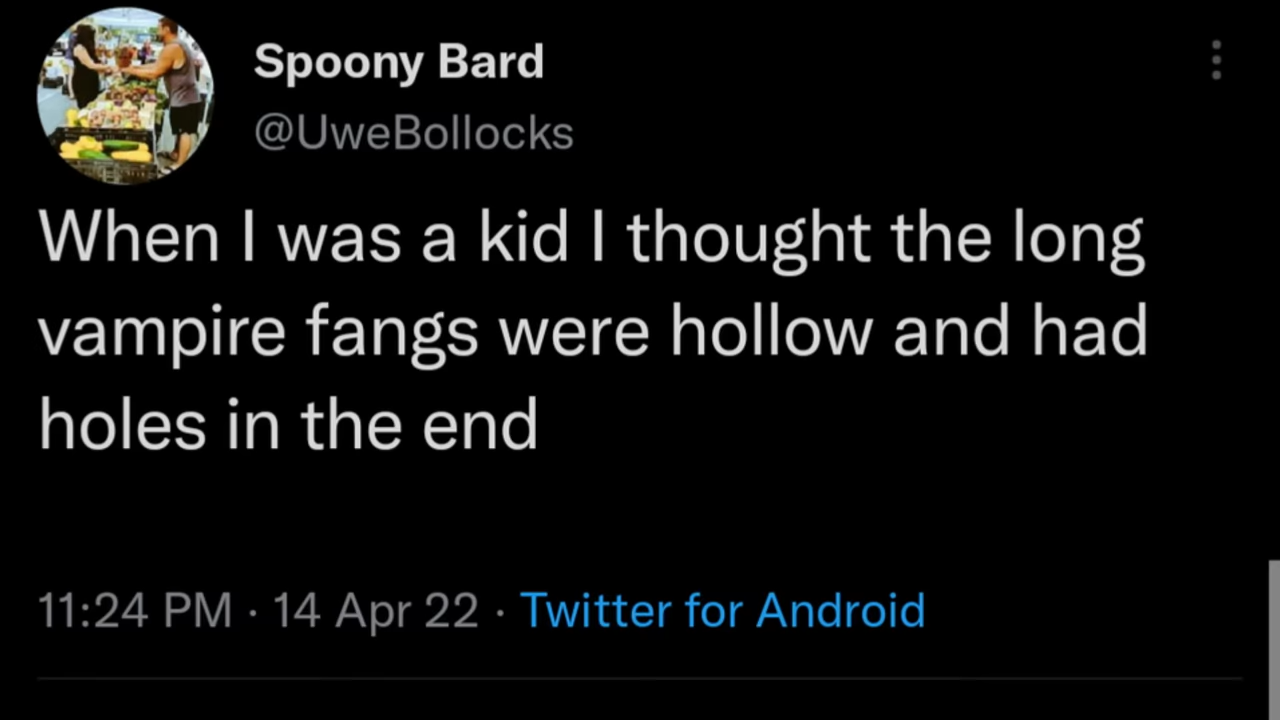 Spoony Bard
@UweBollocks
When I was a kid I thought the long
vampire fangs were hollow and had
holes in the end
11:24 PM · 14 Apr 22 · Twitter for Android